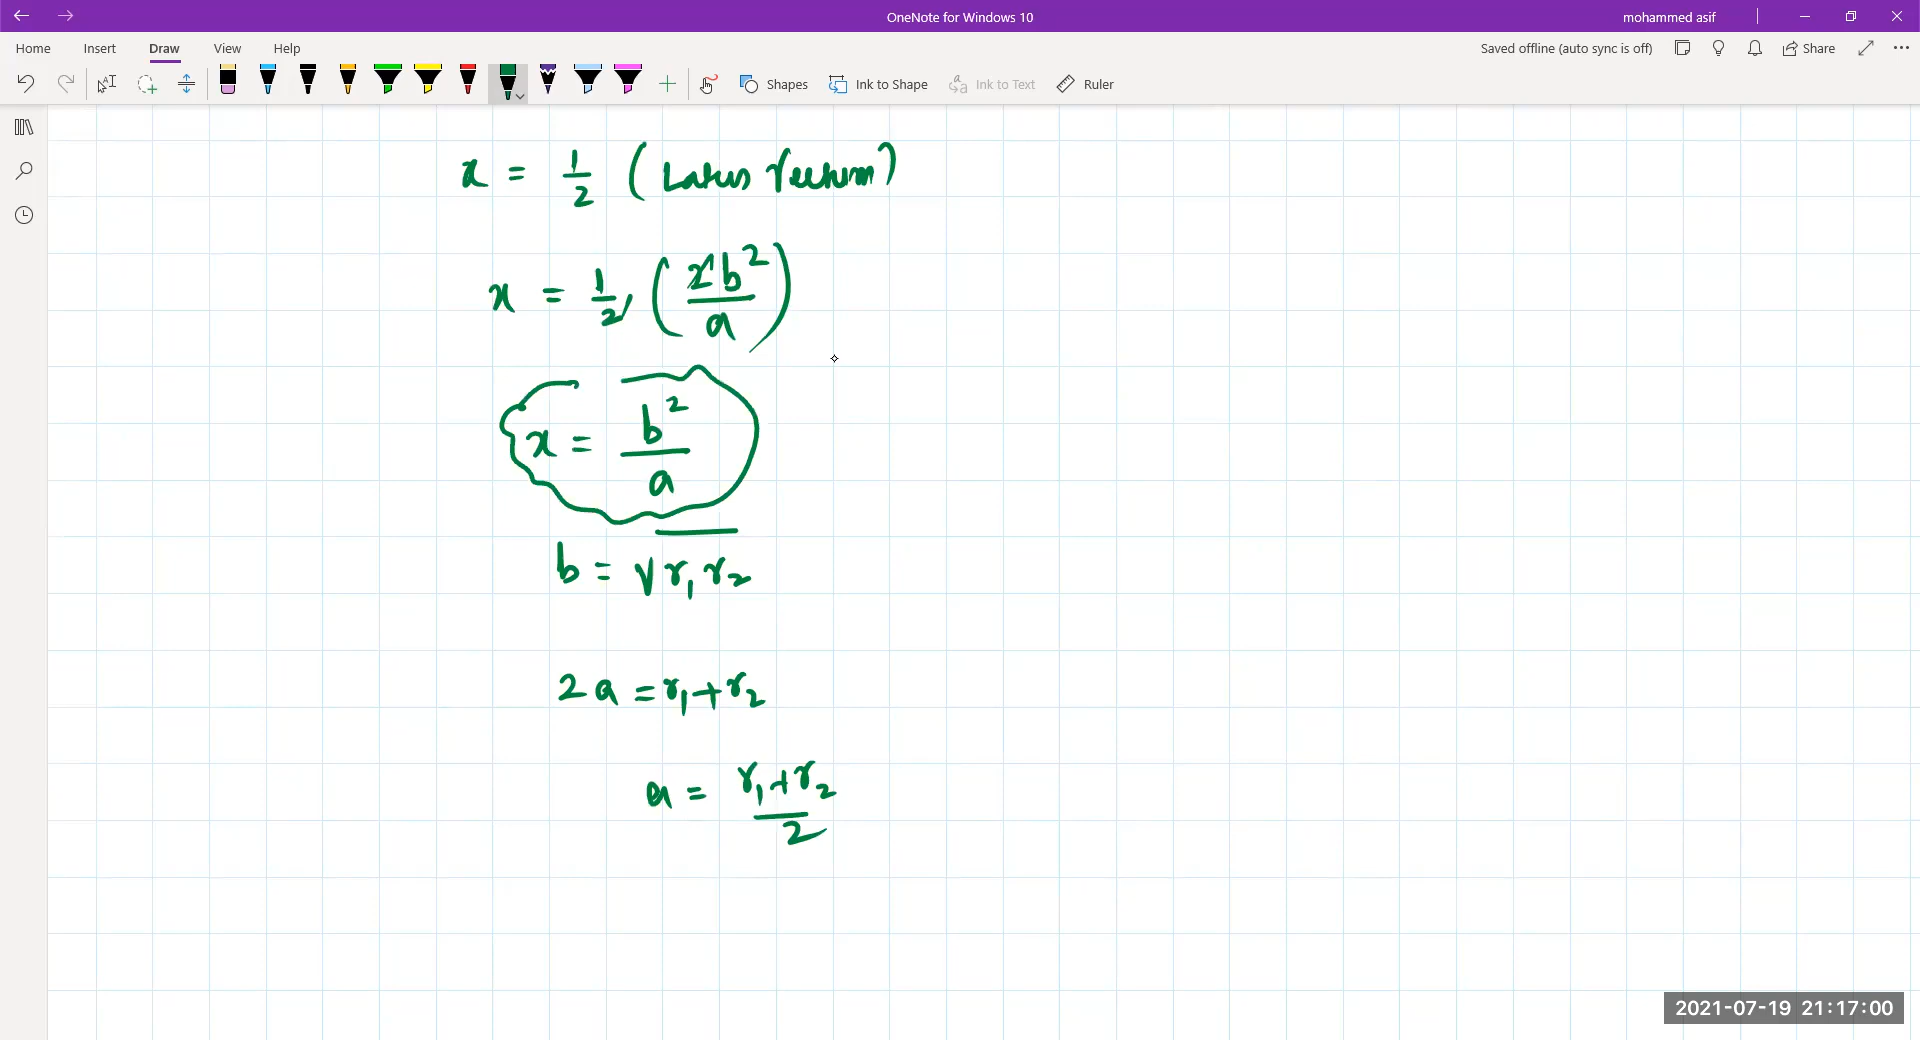 OneNote for Windows 10
mohammed asif
Home Insert Draw View Help
Saved offline (auto sync is off) Share
Shapes Ink to Shape Ink to Text Ruler
x = 1/2 (Latus Rectum)
x = 1/2, (2b²/a)
x = b²/a
b = √r₁r₂
2a = r₁+r₂
a = r₁+r₂/2
2021-07-19 21:17:00